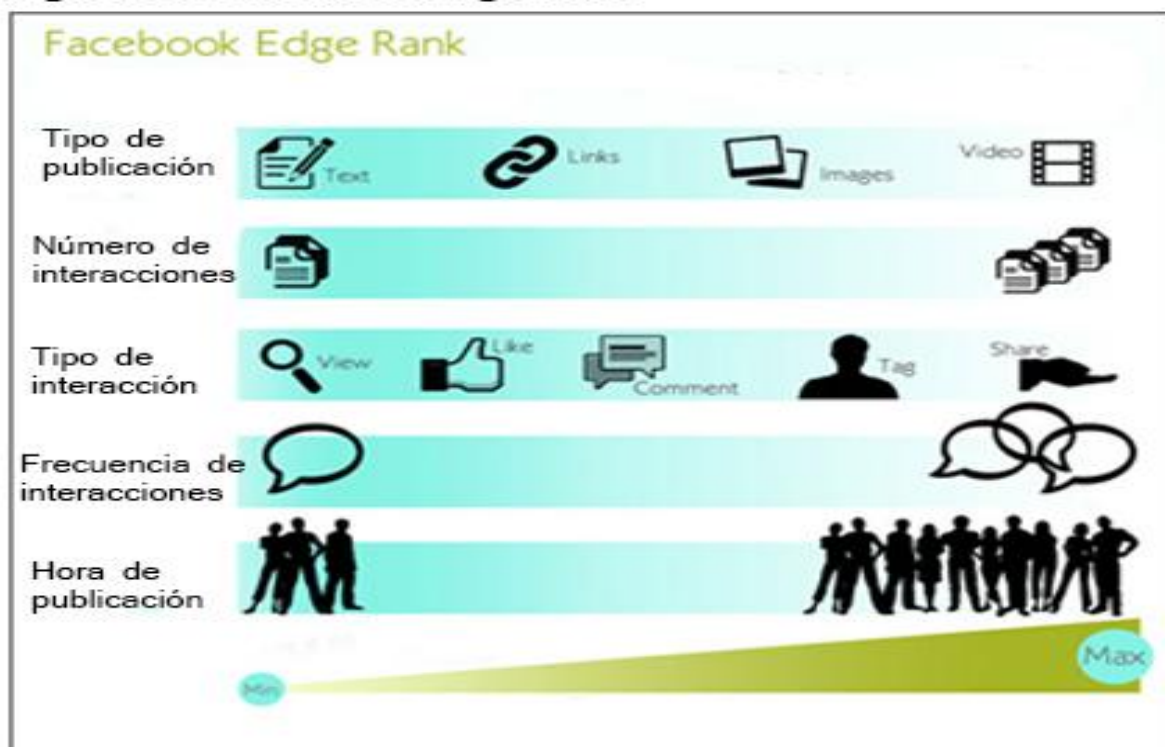 Facebook Edge Rank
Tipo de
publicación
Text
Links
Images
Video
Número de
interacciones
Tipo de
interacción
View
Like
Comment
Tag
Share
Frecuencia de
interacciones
Hora de
publicación
Min
Max